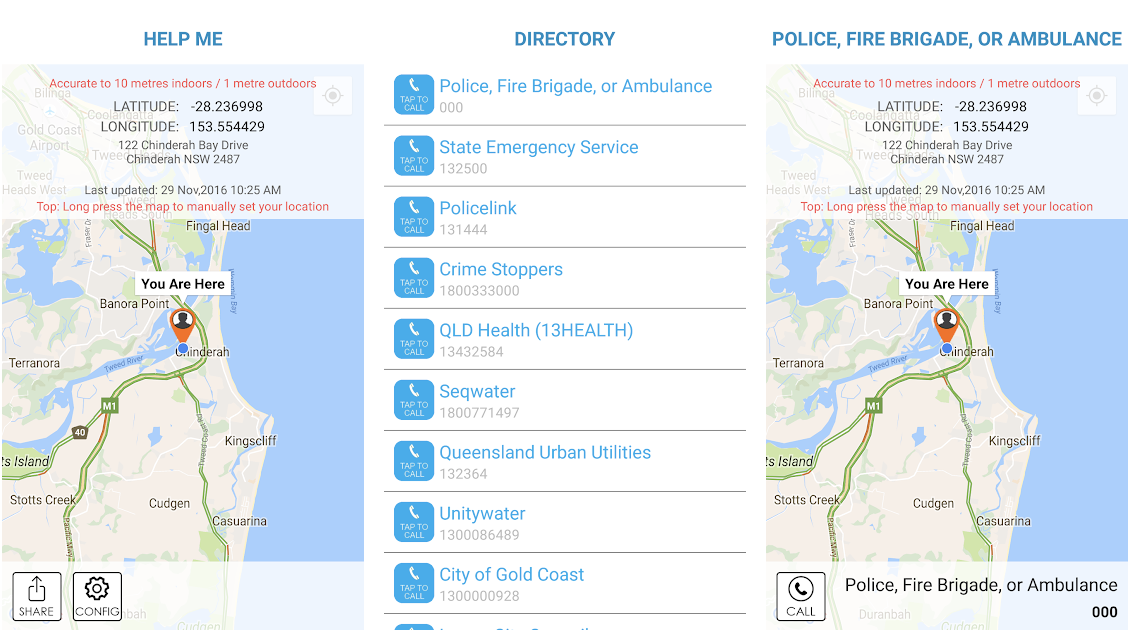 HELP ME
Accurate to 10 metres indoors / 1 metre outdoors
Bilinga
LATITUDE: -28.236998
Coolangatta
LONGITUDE: 153.554429
Gold Coast
Airport
122 Chinderah Bay Drive
Chinderah NSW 2487
Tweed
Heads West
Last updated: 29 Nov,2016 10:25 AM
Top: Long press the map to manually set your location
Heads South
Fingal Head
You Are Here
Banora Point
Chinderah
Terranora
Tweed River
M1
40
Kingscliff
ts Island
Stotts Creek
Cudgen
Casuarina
Pacific Mwy
SHARE
CONFIG
Cudgen
DIRECTORY
TAP TO
CALL
Police, Fire Brigade, or Ambulance
000
TAP TO
CALL
State Emergency Service
132500
TAP TO
CALL
Policelink
131444
TAP TO
CALL
Crime Stoppers
1800333000
TAP TO
CALL
QLD Health (13HEALTH)
13432584
TAP TO
CALL
Seqwater
1800771497
TAP TO
CALL
Queensland Urban Utilities
132364
TAP TO
CALL
Unitywater
1300086489
TAP TO
CALL
City of Gold Coast
1300000928
POLICE, FIRE BRIGADE, OR AMBULANCE
Accurate to 10 metres indoors / 1 metre outdoors
Bilinga
LATITUDE: -28.236998
Coolangatta
LONGITUDE: 153.554429
122 Chinderah Bay Drive
Chinderah NSW 2487
Tweed
Heads West
Last updated: 29 Nov,2016 10:25 AM
Top: Long press the map to manually set your location
Heads South
Fingal Head
You Are Here
Banora Point
Chinderah
Terranora
Tweed River
M1
Kingscliff
ts Island
Stotts Creek
Cudgen
Casuarina
Pacific Mwy
CALL
Police, Fire Brigade, or Ambulance
000
Duranbah
Cudgen